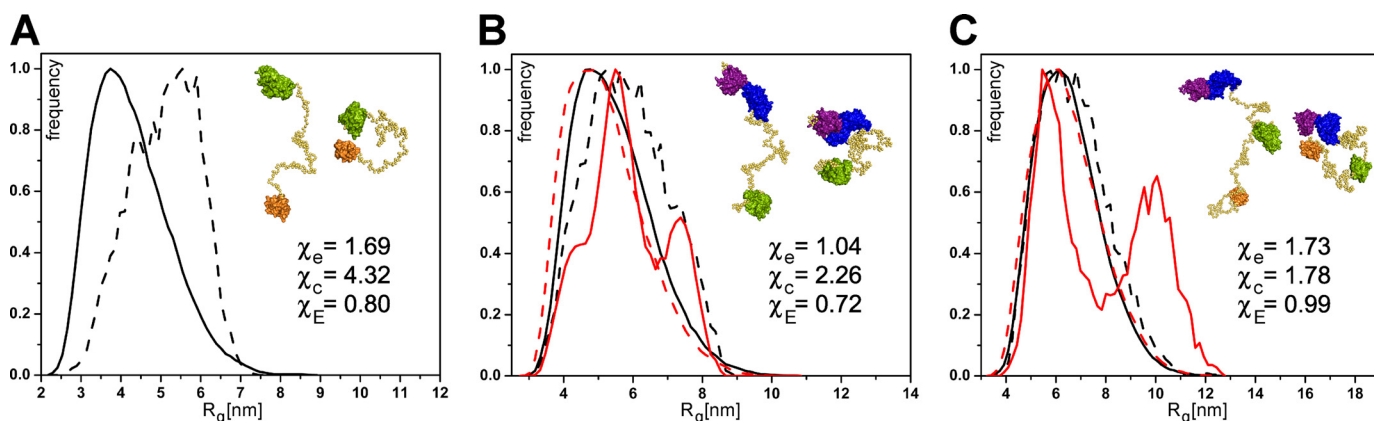 A
frequency
1.0
0.8
0.6
0.4
0.2
0.0
χe = 1.69
χc = 4.32
χE = 0.80
2 3 4 5 6 7 8 9 10 11 12
Rg[nm]
B
frequency
1.0
0.8
0.6
0.4
0.2
0.0
χe = 1.04
χc = 2.26
χE = 0.72
4 6 8 10 12 14
Rg[nm]
C
frequency
1.0
0.8
0.6
0.4
0.2
0.0
χe = 1.73
χc = 1.78
χE = 0.99
4 6 8 10 12 14 16 18
Rg[nm]